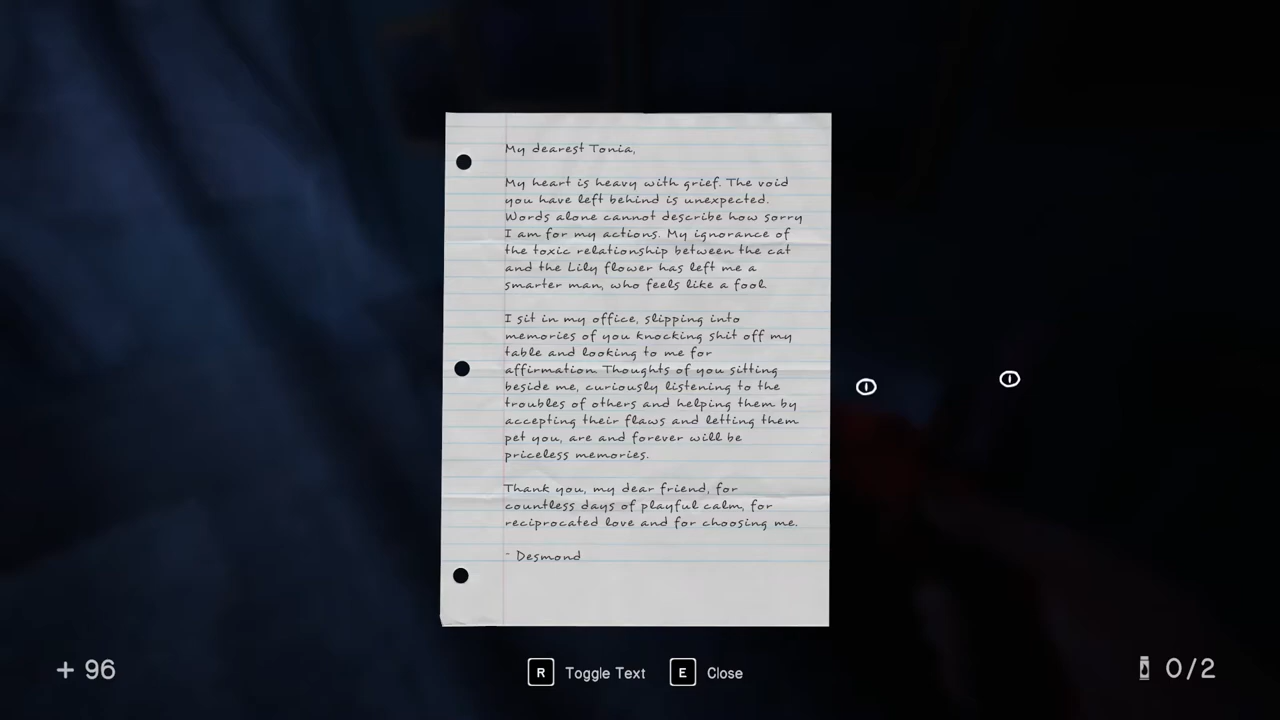 My dearest Tonia,
My heart is heavy with grief. The void
you have left behind is unexpected.
Words alone cannot describe how sorry
I am for my actions. My ignorance of
the toxic relationship between the cat
and the Lily flower has left me a
smarter man, who feels like a fool.
I sit in my office, slipping into
memories of you knocking shit off my
table and looking to me for
affirmation. Thoughts of you sitting
beside me, curiously listening to the
troubles of others and helping them by
accepting their flaws and letting them
pet you, are and forever will be
priceless memories.
Thank you, my dear friend, for
countless days of playful calm, for
reciprocated love and for choosing me.
- Desmond
+ 96
R Toggle Text E Close
0/2